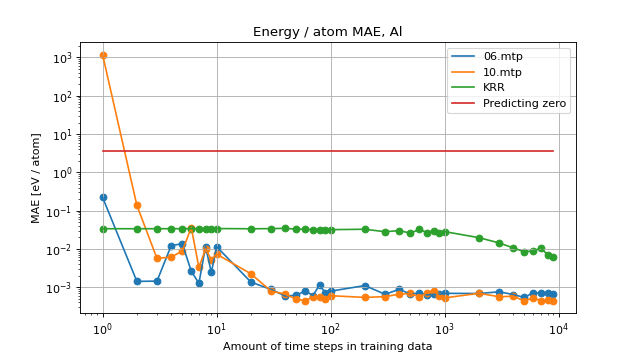 Energy / atom MAE, Al
MAE [eV / atom]
10³
10²
10¹
10⁰
10⁻¹
10⁻²
10⁻³
06.mtp
10.mtp
KRR
Predicting zero
10⁰ 10¹ 10² 10³ 10⁴
Amount of time steps in training data